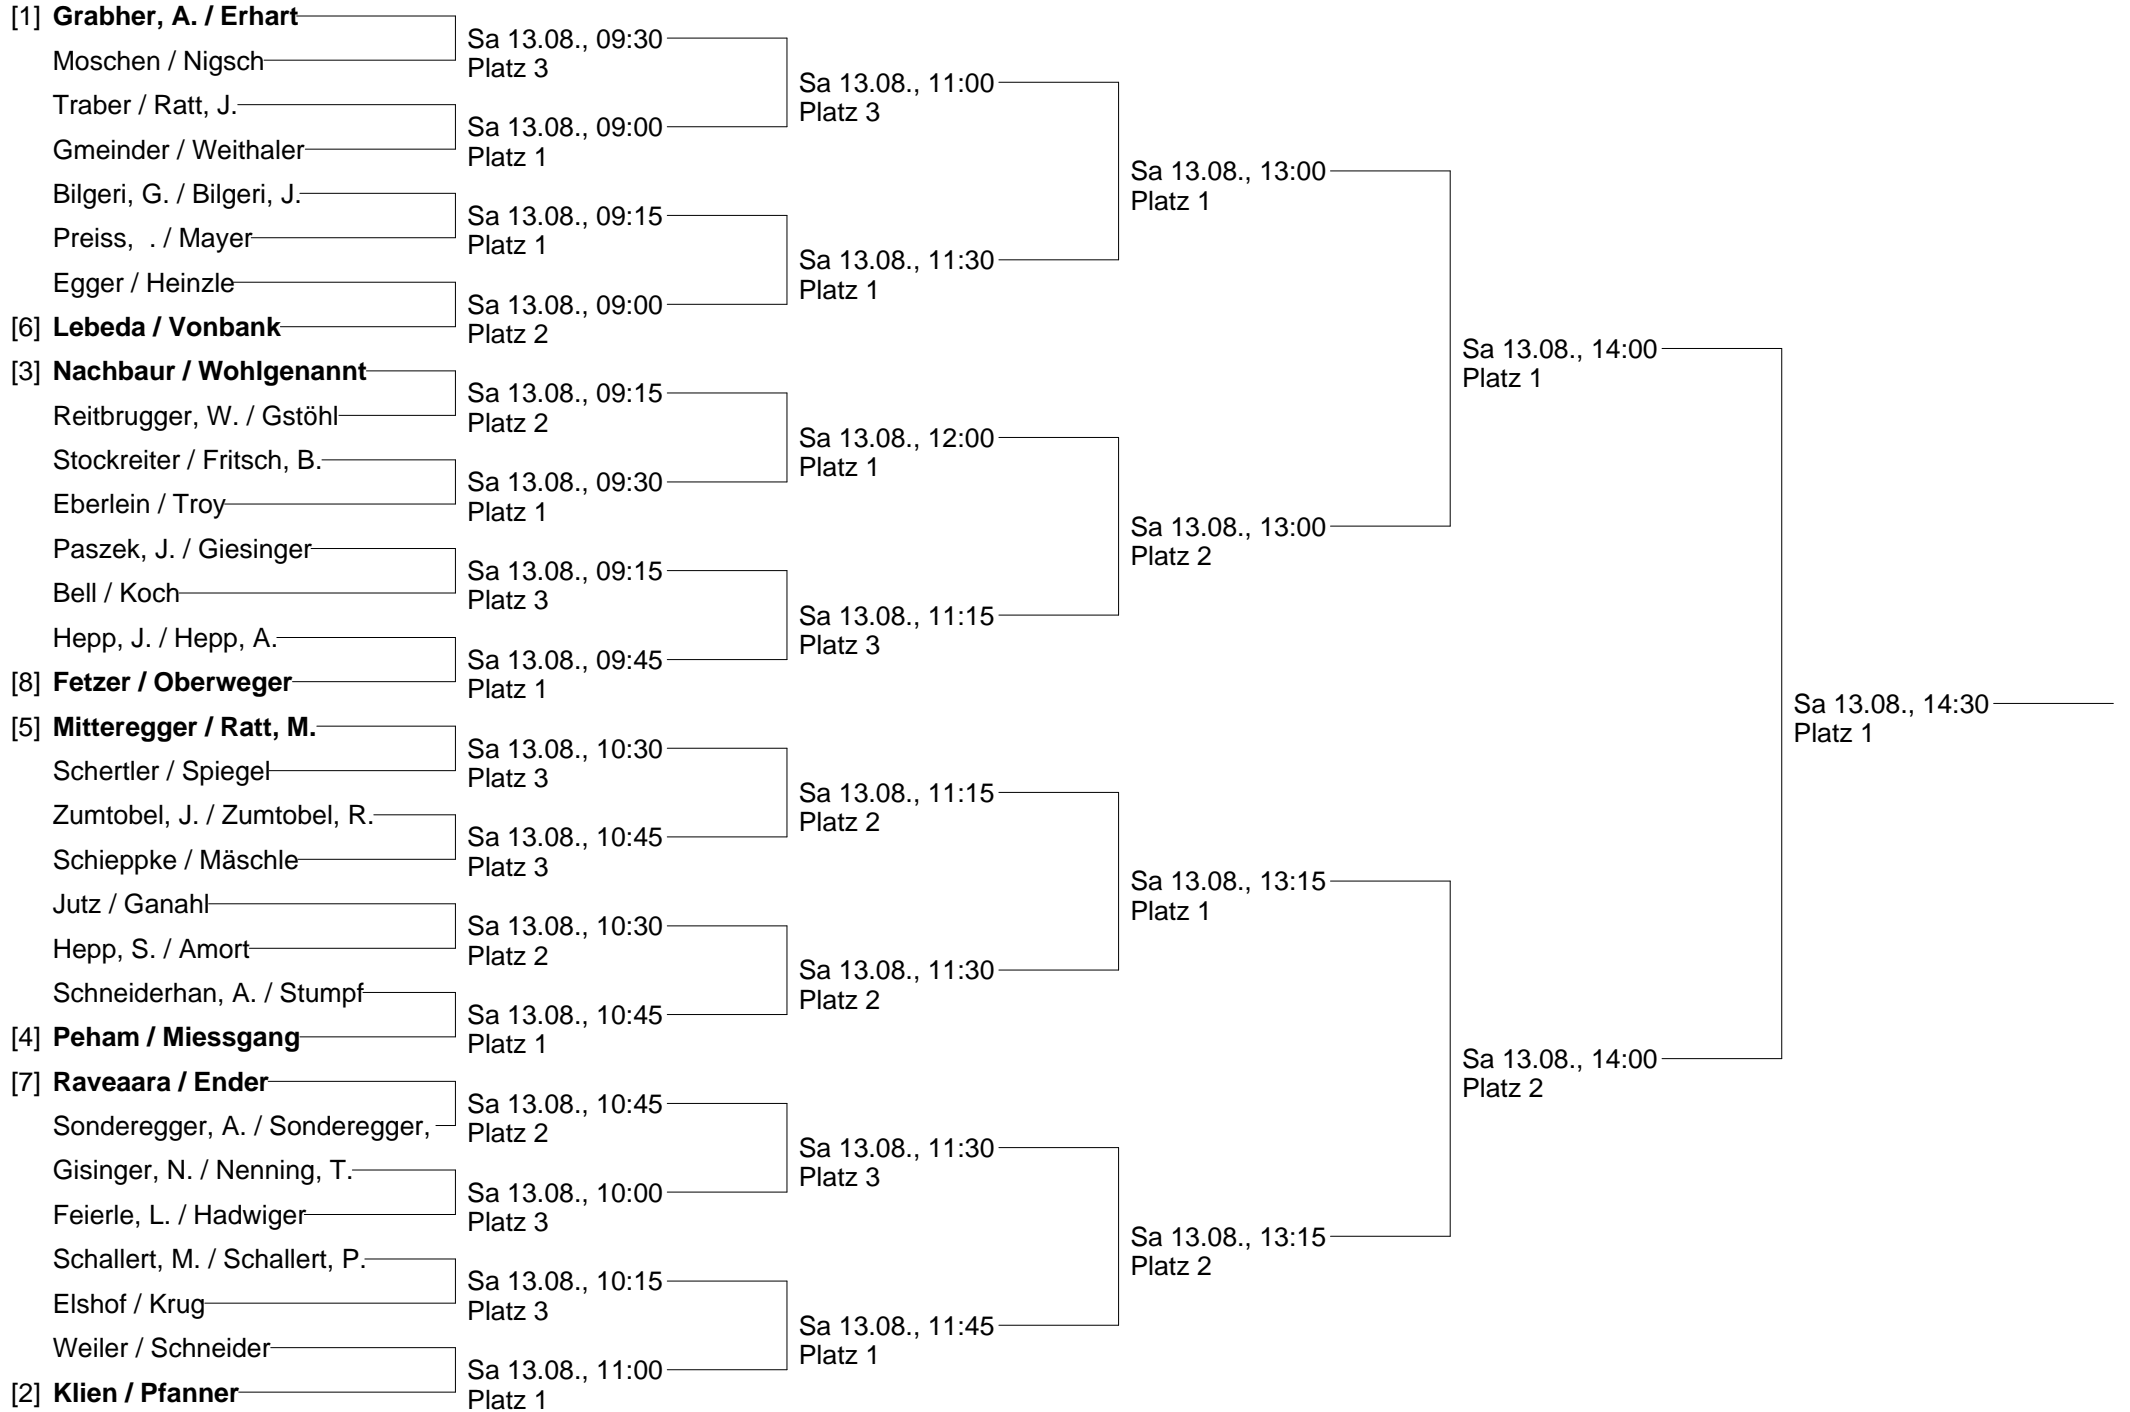 [1] Grabher, A. / Erhart
Moschen / Nigsch
Traber / Ratt, J.
Gmeinder / Weithaler
Bilgeri, G. / Bilgeri, J.
Preiss,  . / Mayer
Egger / Heinzle
[6] Lebeda / Vonbank
[3] Nachbaur / Wohlgenannt
Reitbrugger, W. / Gstöhl
Stockreiter / Fritsch, B.
Eberlein / Troy
Paszek, J. / Giesinger
Bell / Koch
Hepp, J. / Hepp, A.
[8] Fetzer / Oberweger
[5] Mitteregger / Ratt, M.
Schertler / Spiegel
Zumtobel, J. / Zumtobel, R.
Schieppke / Mäschle
Jutz / Ganahl
Hepp, S. / Amort
Schneiderhan, A. / Stumpf
[4] Peham / Miessgang
[7] Raveaara / Ender
Sonderegger, A. / Sonderegger,
Gisinger, N. / Nenning, T.
Feierle, L. / Hadwiger
Schallert, M. / Schallert, P.
Elshof / Krug
Weiler / Schneider
[2] Klien / Pfanner
Sa 13.08., 09:30
Platz 3
Sa 13.08., 09:00
Platz 1
Sa 13.08., 09:15
Platz 1
Sa 13.08., 09:00
Platz 2
Sa 13.08., 09:15
Platz 2
Sa 13.08., 09:30
Platz 1
Sa 13.08., 09:15
Platz 3
Sa 13.08., 09:45
Platz 1
Sa 13.08., 10:30
Platz 3
Sa 13.08., 10:45
Platz 3
Sa 13.08., 10:30
Platz 2
Sa 13.08., 10:45
Platz 1
Sa 13.08., 10:45
Platz 2
Sa 13.08., 10:00
Platz 3
Sa 13.08., 10:15
Platz 3
Sa 13.08., 11:00
Platz 1
Sa 13.08., 11:00
Platz 3
Sa 13.08., 11:30
Platz 1
Sa 13.08., 12:00
Platz 1
Sa 13.08., 11:15
Platz 3
Sa 13.08., 11:15
Platz 2
Sa 13.08., 11:30
Platz 2
Sa 13.08., 11:30
Platz 3
Sa 13.08., 11:45
Platz 1
Sa 13.08., 13:00
Platz 1
Sa 13.08., 13:00
Platz 2
Sa 13.08., 13:15
Platz 1
Sa 13.08., 13:15
Platz 2
Sa 13.08., 14:00
Platz 1
Sa 13.08., 14:00
Platz 2
Sa 13.08., 14:30
Platz 1